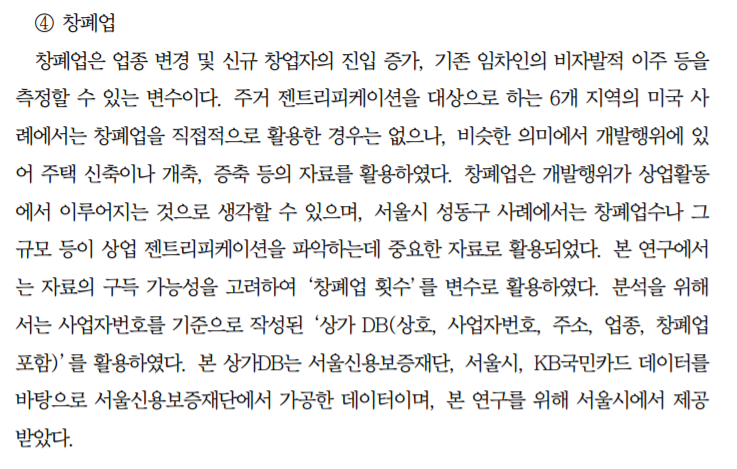 ④ 창폐업
창폐업은 업종 변경 및 신규 창업자의 진입 증가, 기존 임차인의 비자발적 이주 등을
측정할 수 있는 변수이다. 주거 젠트리피케이션을 대상으로 하는 6개 지역의 미국 사
례에서는 창폐업을 직접적으로 활용한 경우는 없으나, 비슷한 의미에서 개발행위에 있
어 주택 신축이나 개축, 증축 등의 자료를 활용하였다. 창폐업은 개발행위가 상업활동
에서 이루어지는 것으로 생각할 수 있으며, 서울시 성동구 사례에서는 창폐업수나 그
규모 등이 상업 젠트리피케이션을 파악하는데 중요한 자료로 활용되었다. 본 연구에서
는 자료의 구득 가능성을 고려하여 ‘창폐업 횟수’를 변수로 활용하였다. 분석을 위해
서는 사업자번호를 기준으로 작성된 ‘상가 DB(상호, 사업자번호, 주소, 업종, 창폐업
포함)’를 활용하였다. 본 상가DB는 서울신용보증재단, 서울시, KB국민카드 데이터를
바탕으로 서울신용보증재단에서 가공한 데이터이며, 본 연구를 위해 서울시에서 제공
받았다.